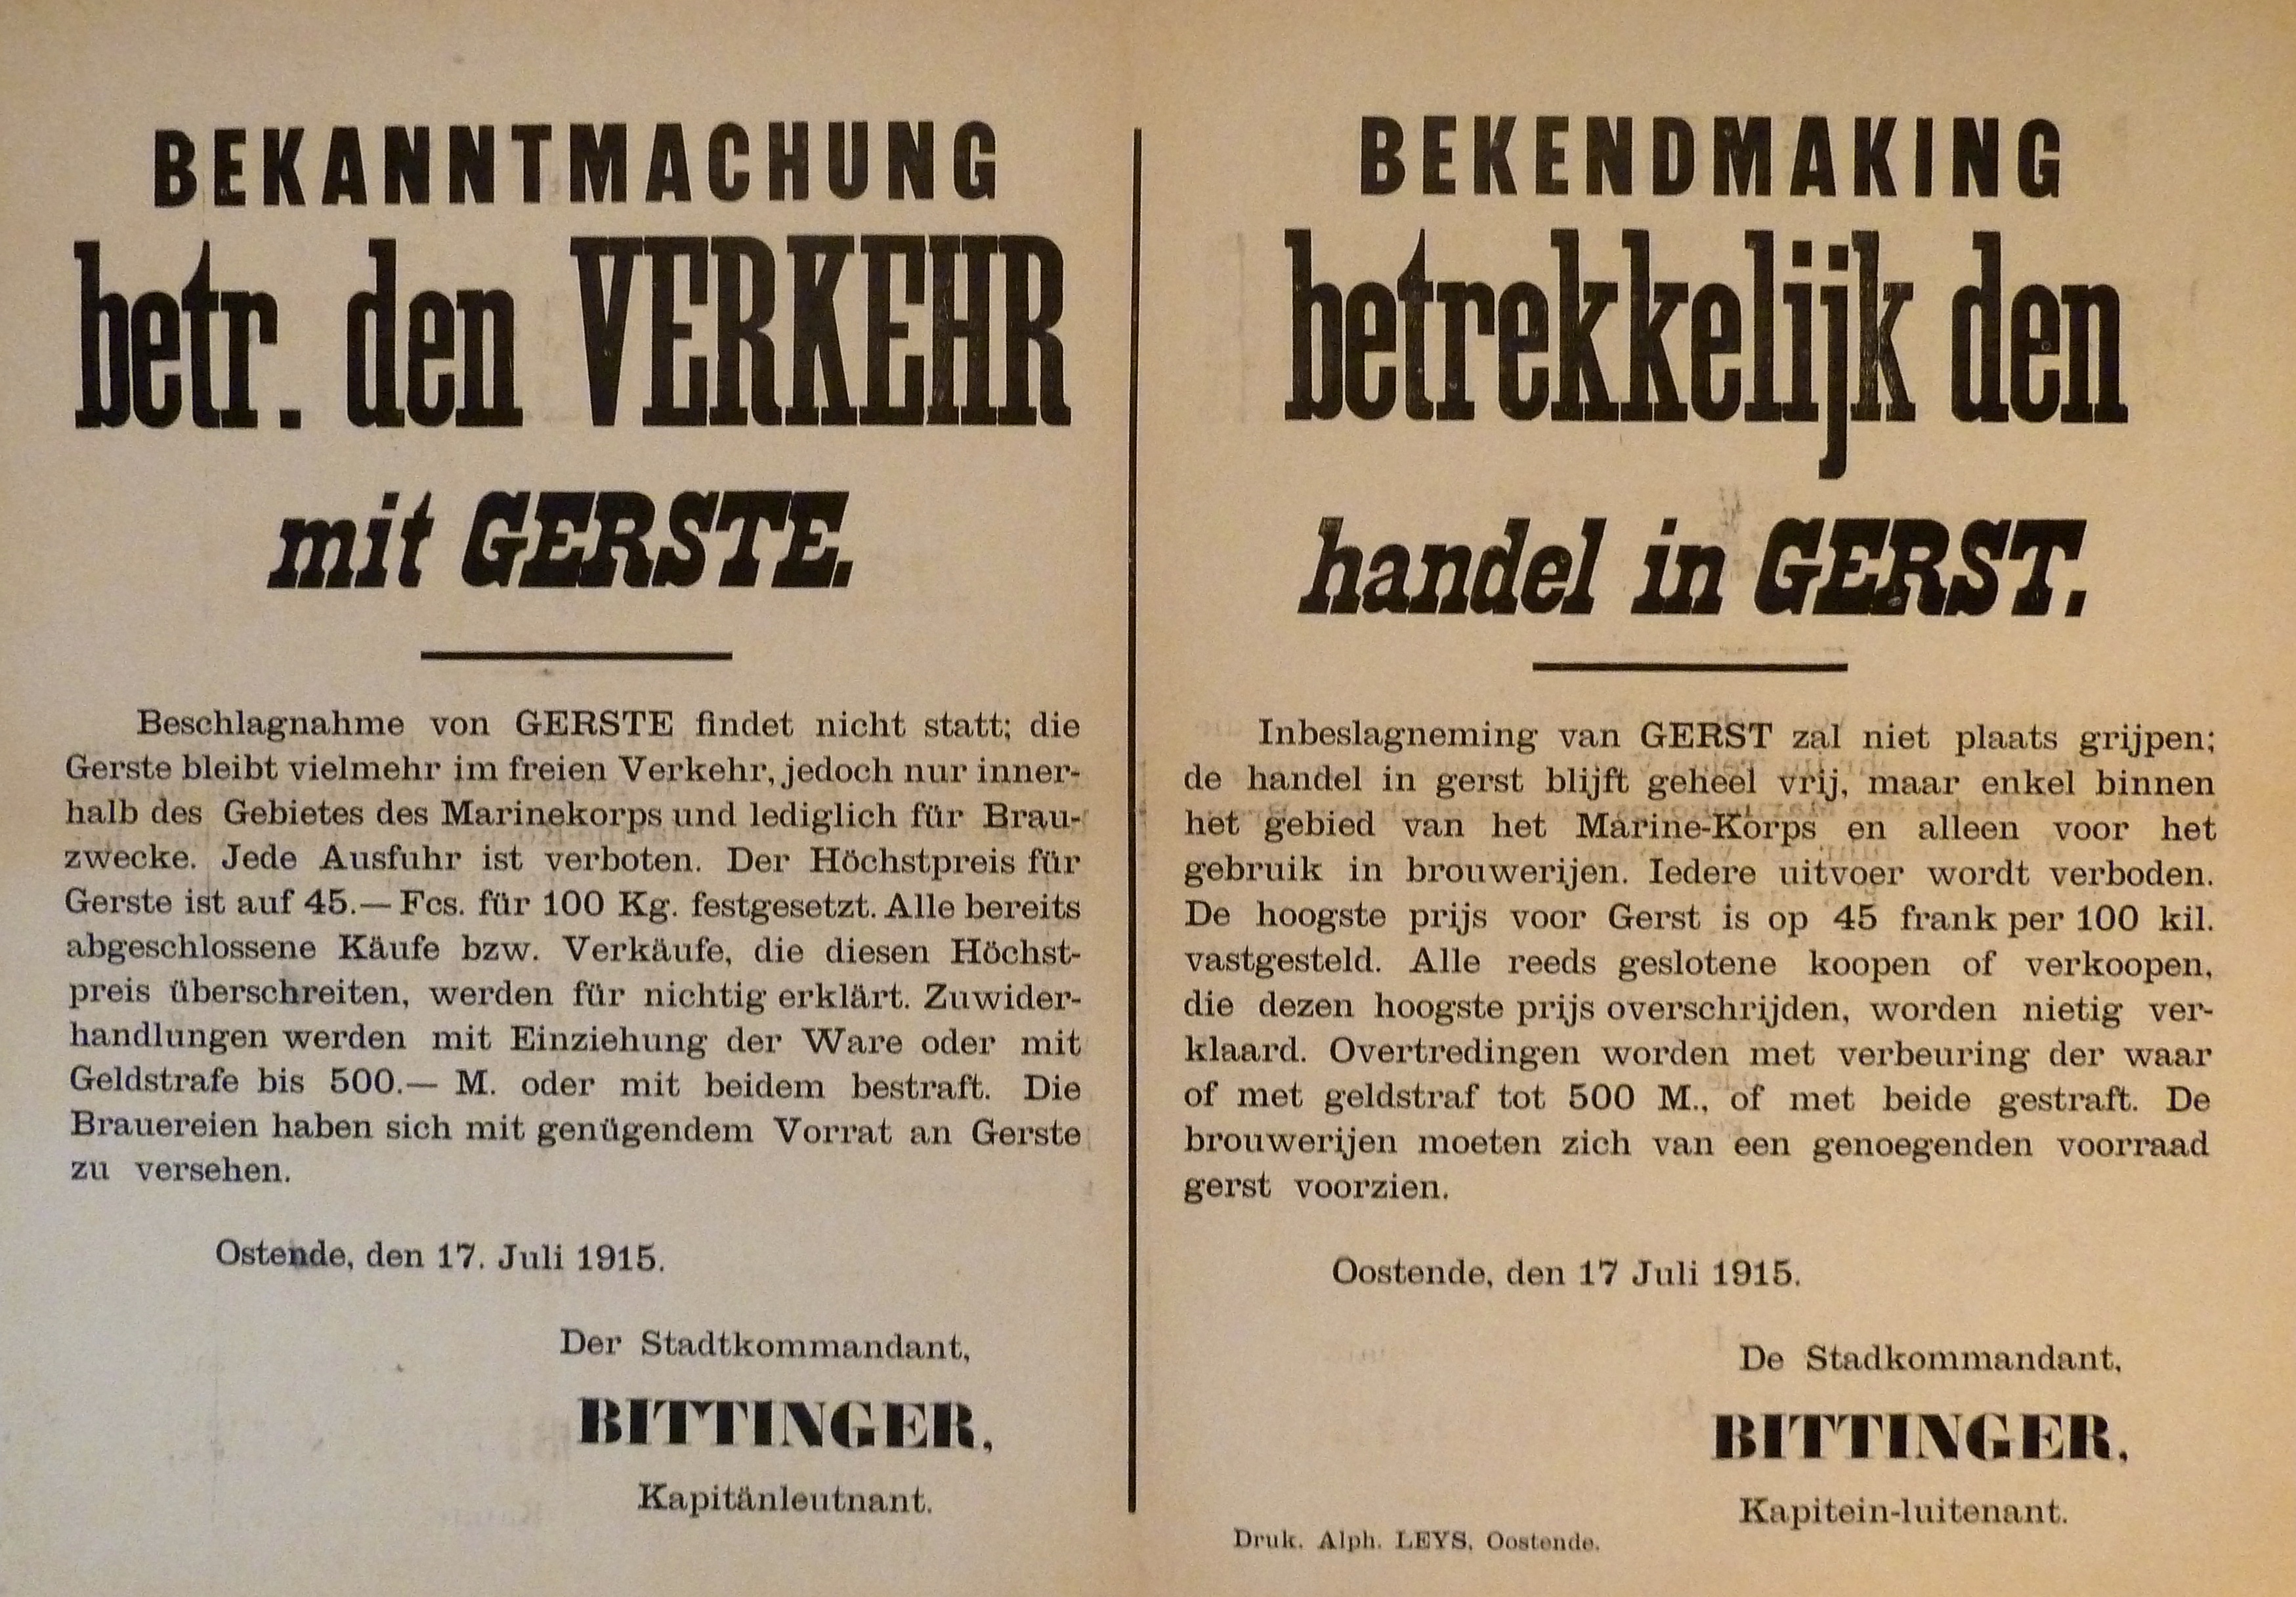 BEKANNTMACHUNG
betr. den VERKEHR
mit GERSTE.
Beschlagnahme von GERSTE findet nicht statt; die
Gerste bleibt vielmehr im freien Verkehr, jedoch nur inner-
halb des Gebietes des Marinekorps und lediglich für Brau-
zwecke. Jede Ausfuhr ist verboten. Der Höchstpreis für
Gerste ist auf 45.— Fcs. für 100 Kg. festgesetzt. Alle bereits
abgeschlossene Käufe bzw. Verkäufe, die diesen Höchst-
preis überschreiten, werden für nichtig erklärt. Zuwider-
handlungen werden mit Einziehung der Ware oder mit
Geldstrafe bis 500.— M. oder mit beidem bestraft. Die
Brauereien haben sich mit genügendem Vorrat an Gerste
zu versehen.
Ostende, den 17. Juli 1915.
Der Stadtkommandant,
BITTINGER,
Kapitänleutnant.
BEKENDMAKING
betrekkelijk den
handel in GERST.
Inbeslagneming van GERST zal niet plaats grijpen;
de handel in gerst blijft geheel vrij, maar enkel binnen
het gebied van het Marine-Korps en alleen voor het
gebruik in brouwerijen. Iedere uitvoer wordt verboden.
De hoogste prijs voor Gerst is op 45 frank per 100 kil.
vastgesteld. Alle reeds geslotene koopen of verkoopen,
die dezen hoogste prijs overschrijden, worden nietig ver-
klaard. Overtredingen worden met verbeuring der waar
of met geldstraf tot 500 M., of met beide gestraft. De
brouwerijen moeten zich van een genoegenden voorraad
gerst voorzien.
Oostende, den 17 Juli 1915.
De Stadkommandant,
BITTINGER,
Kapitein-luitenant.
Druk. Alph. LEYS, Oostende.